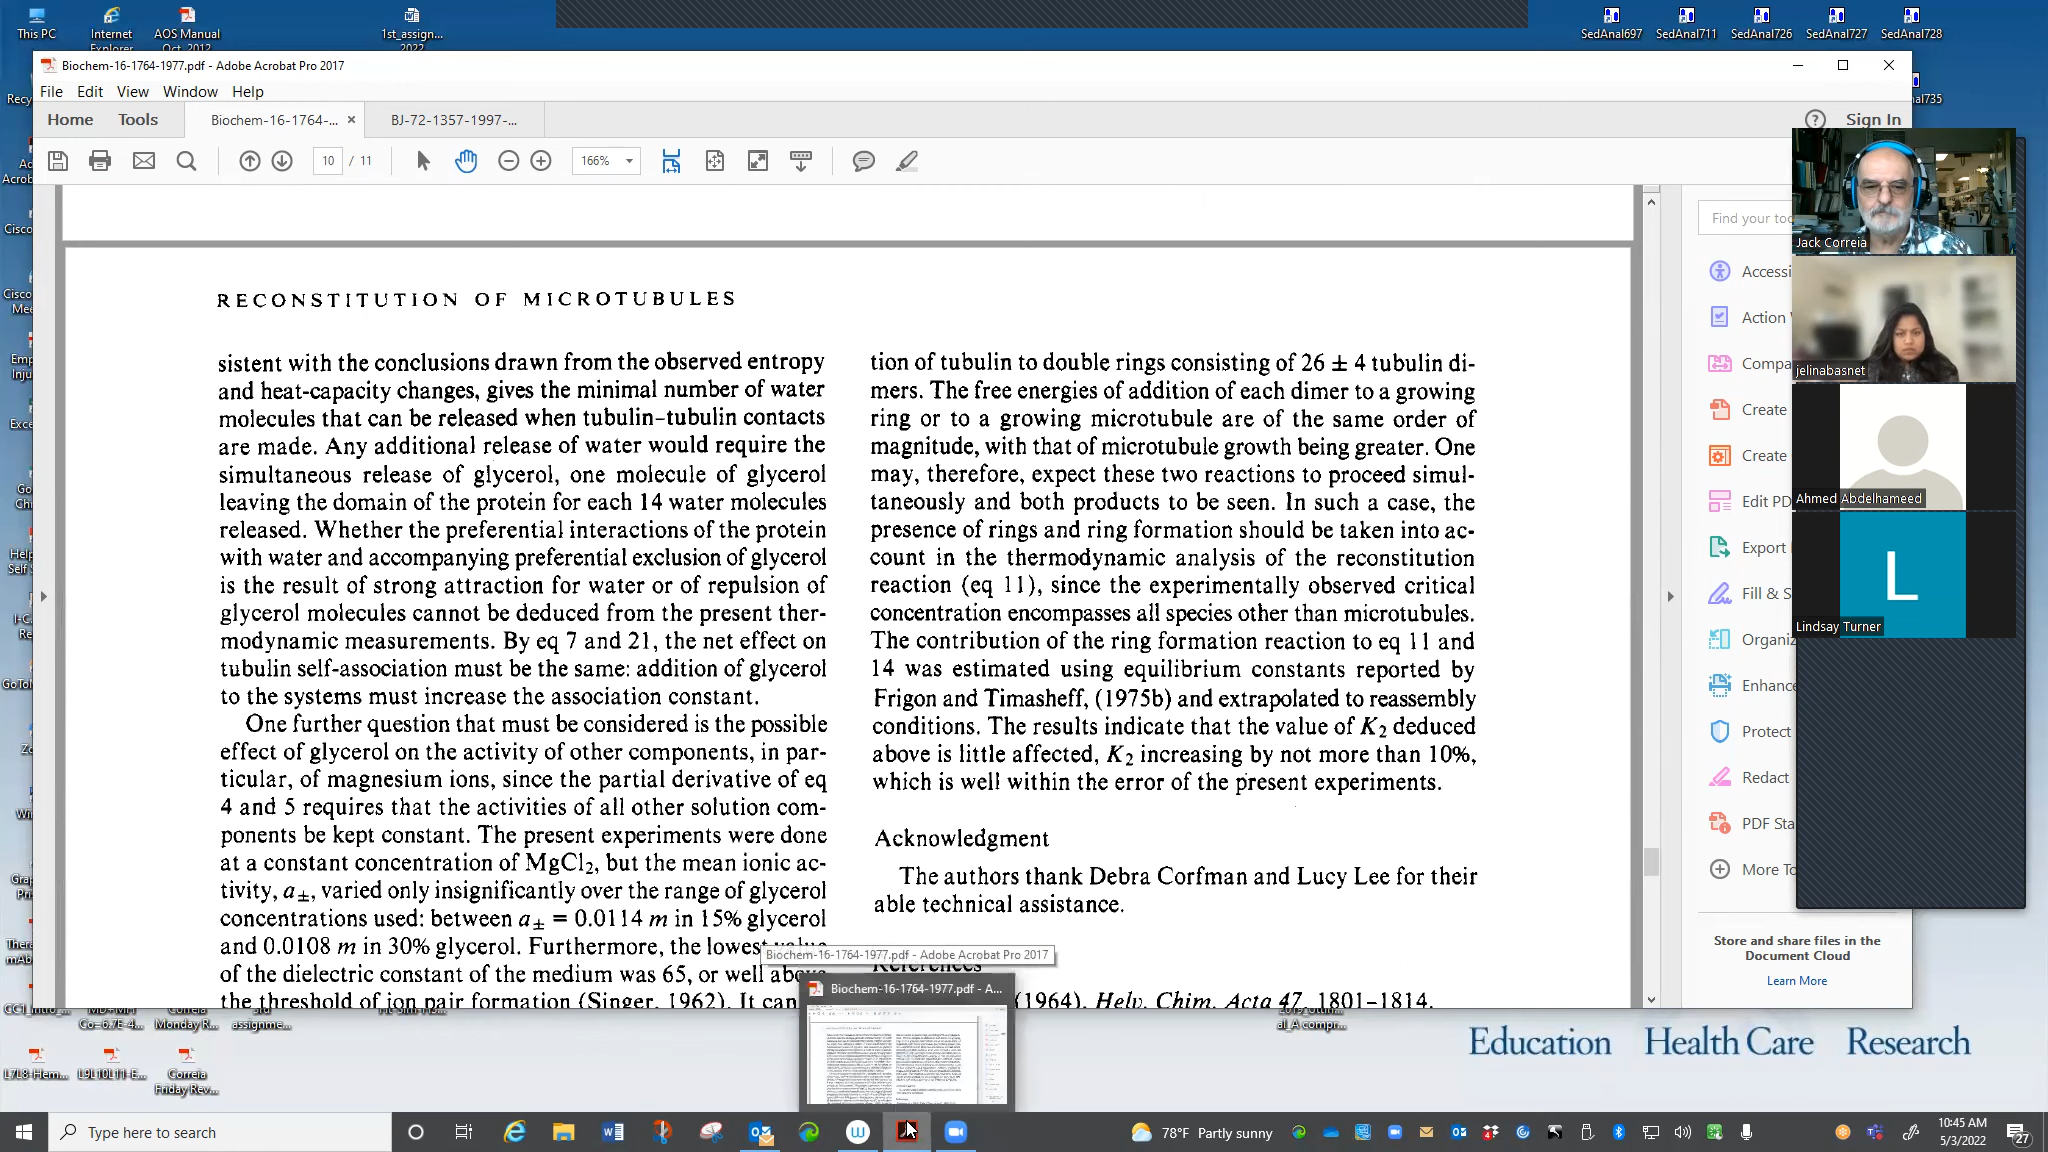 This PC
Internet
Explorer
AOS Manual
Oct. 2012
1st_assign...
2022
SedAnal697
SedAnal711
SedAnal726
SedAnal727
SedAnal728
Biochem-16-1764-1977.pdf - Adobe Acrobat Pro 2017
File Edit View Window Help
Home Tools Biochem-16-1764-... × BJ-72-1357-1997-...
Sign In
10 / 11
166%
RECONSTITUTION OF MICROTUBULES
sistent with the conclusions drawn from the observed entropy
and heat-capacity changes, gives the minimal number of water
molecules that can be released when tubulin–tubulin contacts
are made. Any additional release of water would require the
simultaneous release of glycerol, one molecule of glycerol
leaving the domain of the protein for each 14 water molecules
released. Whether the preferential interactions of the protein
with water and accompanying preferential exclusion of glycerol
is the result of strong attraction for water or of repulsion of
glycerol molecules cannot be deduced from the present ther-
modynamic measurements. By eq 7 and 21, the net effect on
tubulin self-association must be the same: addition of glycerol
to the systems must increase the association constant.
One further question that must be considered is the possible
effect of glycerol on the activity of other components, in par-
ticular, of magnesium ions, since the partial derivative of eq
4 and 5 requires that the activities of all other solution com-
ponents be kept constant. The present experiments were done
at a constant concentration of MgCl₂, but the mean ionic ac-
tivity, a±, varied only insignificantly over the range of glycerol
concentrations used: between a± = 0.0114 m in 15% glycerol
and 0.0108 m in 30% glycerol. Furthermore, the lowest value
of the dielectric constant of the medium was 65, or well above
the threshold of ion pair formation (Singer, 1962). It can
tion of tubulin to double rings consisting of 26 ± 4 tubulin di-
mers. The free energies of addition of each dimer to a growing
ring or to a growing microtubule are of the same order of
magnitude, with that of microtubule growth being greater. One
may, therefore, expect these two reactions to proceed simul-
taneously and both products to be seen. In such a case, the
presence of rings and ring formation should be taken into ac-
count in the thermodynamic analysis of the reconstitution
reaction (eq 11), since the experimentally observed critical
concentration encompasses all species other than microtubules.
The contribution of the ring formation reaction to eq 11 and
14 was estimated using equilibrium constants reported by
Frigon and Timasheff, (1975b) and extrapolated to reassembly
conditions. The results indicate that the value of K₂ deduced
above is little affected, K₂ increasing by not more than 10%,
which is well within the error of the present experiments.
Acknowledgment
The authors thank Debra Corfman and Lucy Lee for their
able technical assistance.
References
(1964), Helv. Chim. Acta 47, 1801–1814.
Biochem-16-1764-1977.pdf - Adobe Acrobat Pro 2017
Biochem-16-1764-1977.pdf - A...
Find your too
Accessi
Action
Compa
Create
Create
Edit PD
Export
Fill & S
Organiz
Enhance
Protect
Redact
PDF Sta
More To
Store and share files in the
Document Cloud
Learn More
Jack Correia
jelinabasnet
Ahmed Abdelhameed
L
Lindsay Turner
Monday R...
3rd
assignme...
L7L8-Hem...
L9L10L11-E...
Correia
Friday Rev...
al_A compr...
Education Health Care Research
Type here to search
78°F Partly sunny
10:45 AM
5/3/2022
27